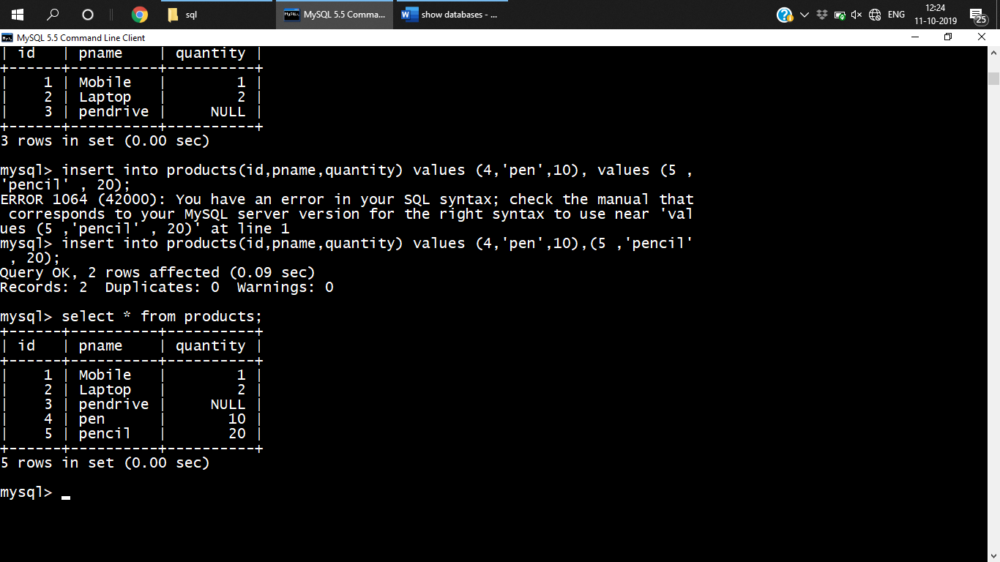 sql
MySQL 5.5 Comma...
show databases - ...
ENG
12:24
11-10-2019
25
MySQL 5.5 Command Line Client
| id   | pname    | quantity |
+------+----------+----------+
|    1 | Mobile   |        1 |
|    2 | Laptop   |        2 |
|    3 | pendrive |     NULL |
+------+----------+----------+
3 rows in set (0.00 sec)
mysql> insert into products(id,pname,quantity) values (4,'pen',10), values (5 ,
'pencil' , 20);
ERROR 1064 (42000): You have an error in your SQL syntax; check the manual that
 corresponds to your MySQL server version for the right syntax to use near 'val
ues (5 ,'pencil' , 20)' at line 1
mysql> insert into products(id,pname,quantity) values (4,'pen',10),(5 ,'pencil'
 , 20);
Query OK, 2 rows affected (0.09 sec)
Records: 2  Duplicates: 0  Warnings: 0
mysql> select * from products;
+------+----------+----------+
| id   | pname    | quantity |
+------+----------+----------+
|    1 | Mobile   |        1 |
|    2 | Laptop   |        2 |
|    3 | pendrive |     NULL |
|    4 | pen      |       10 |
|    5 | pencil   |       20 |
+------+----------+----------+
5 rows in set (0.00 sec)
mysql> _